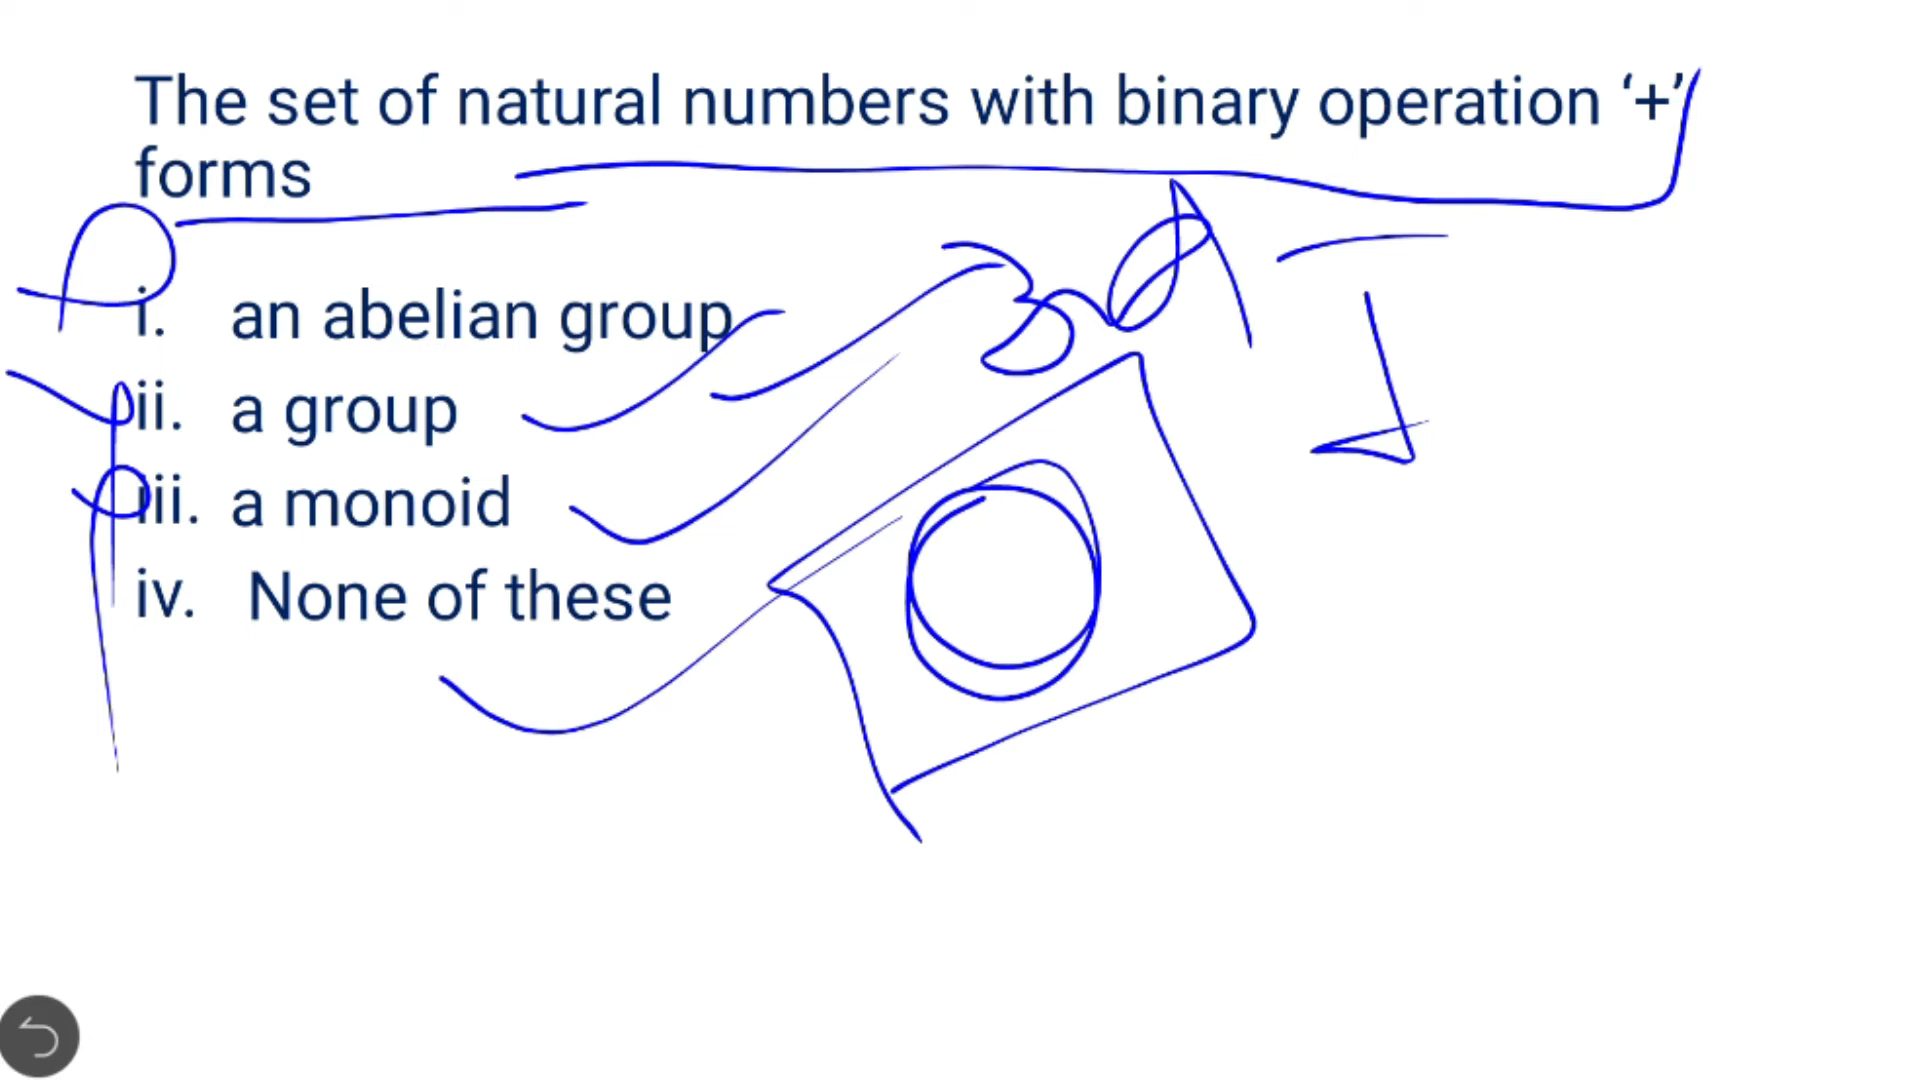 The set of natural numbers with binary operation ‘+’
forms
i. an abelian group
ii. a group
iii. a monoid
iv. None of these